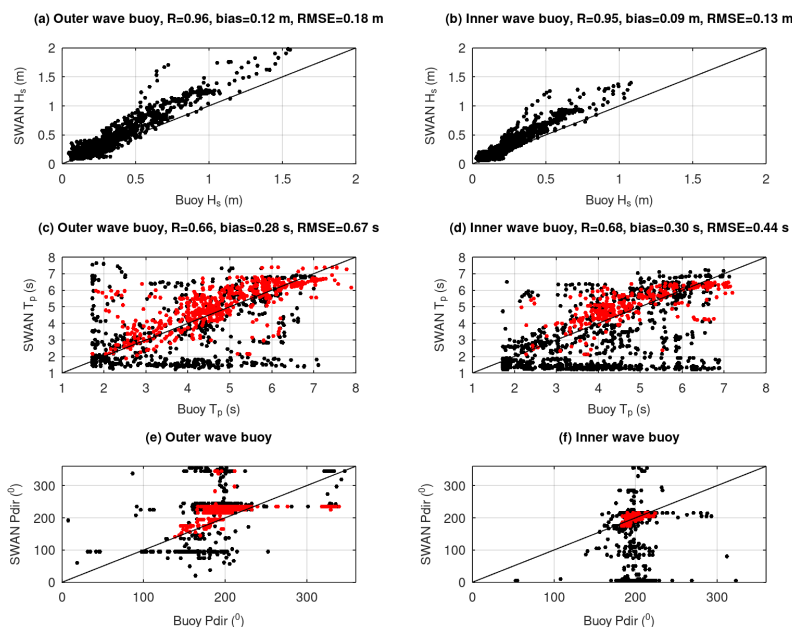 (a) Outer wave buoy, R=0.96, bias=0.12 m, RMSE=0.18 m
(b) Inner wave buoy, R=0.95, bias=0.09 m, RMSE=0.13 m
2
1.5
1
0.5
0
SWAN Hs (m)
0 0.5 1 1.5 2
Buoy Hs (m)
2
1.5
1
0.5
0
SWAN Hs (m)
0 0.5 1 1.5 2
Buoy Hs (m)
(c) Outer wave buoy, R=0.66, bias=0.28 s, RMSE=0.67 s
(d) Inner wave buoy, R=0.68, bias=0.30 s, RMSE=0.44 s
8
7
6
5
4
3
2
1
SWAN Tp (s)
1 2 3 4 5 6 7 8
Buoy Tp (s)
8
7
6
5
4
3
2
1
SWAN Tp (s)
1 2 3 4 5 6 7 8
Buoy Tp (s)
(e) Outer wave buoy
(f) Inner wave buoy
300
200
100
0
SWAN Pdir (0)
0 100 200 300
Buoy Pdir (0)
300
200
100
0
SWAN Pdir (0)
0 100 200 300
Buoy Pdir (0)